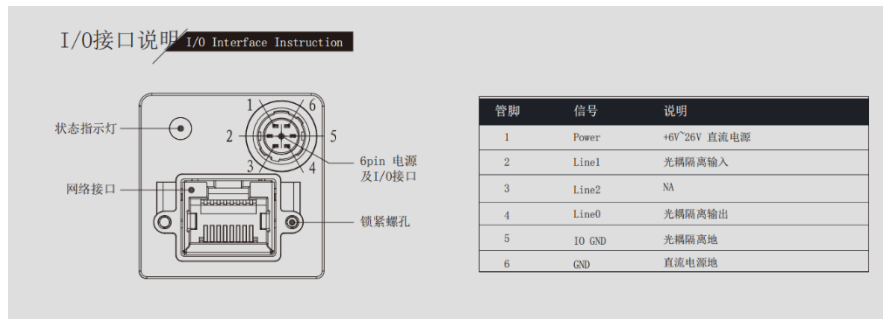 I/O接口说明 I/O Interface Instruction
状态指示灯
网络接口
1
6
2
5
3
4
6pin 电源
及I/O接口
锁紧螺孔
管脚 信号 说明
1 Power +6V~26V 直流电源
2 Line1 光耦隔离输入
3 Line2 NA
4 Line0 光耦隔离输出
5 IO GND 光耦隔离地
6 GND 直流电源地